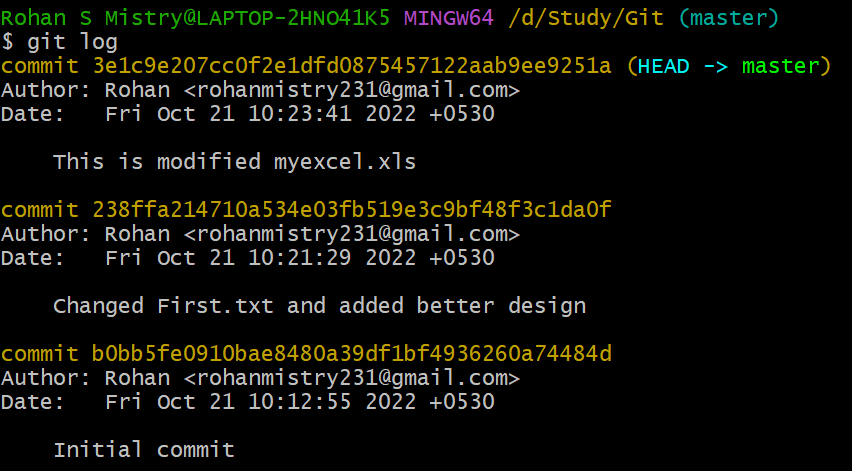 Rohan S Mistry@LAPTOP-2HNO41K5 MINGW64 /d/Study/Git (master)
$ git log
commit 3e1c9e207cc0f2e1dfd0875457122aab9ee9251a (HEAD -> master)
Author: Rohan <rohanmistry231@gmail.com>
Date:   Fri Oct 21 10:23:41 2022 +0530
This is modified myexcel.xls
commit 238ffa214710a534e03fb519e3c9bf48f3c1da0f
Author: Rohan <rohanmistry231@gmail.com>
Date:   Fri Oct 21 10:21:29 2022 +0530
Changed First.txt and added better design
commit b0bb5fe0910bae8480a39df1bf4936260a74484d
Author: Rohan <rohanmistry231@gmail.com>
Date:   Fri Oct 21 10:12:55 2022 +0530
Initial commit